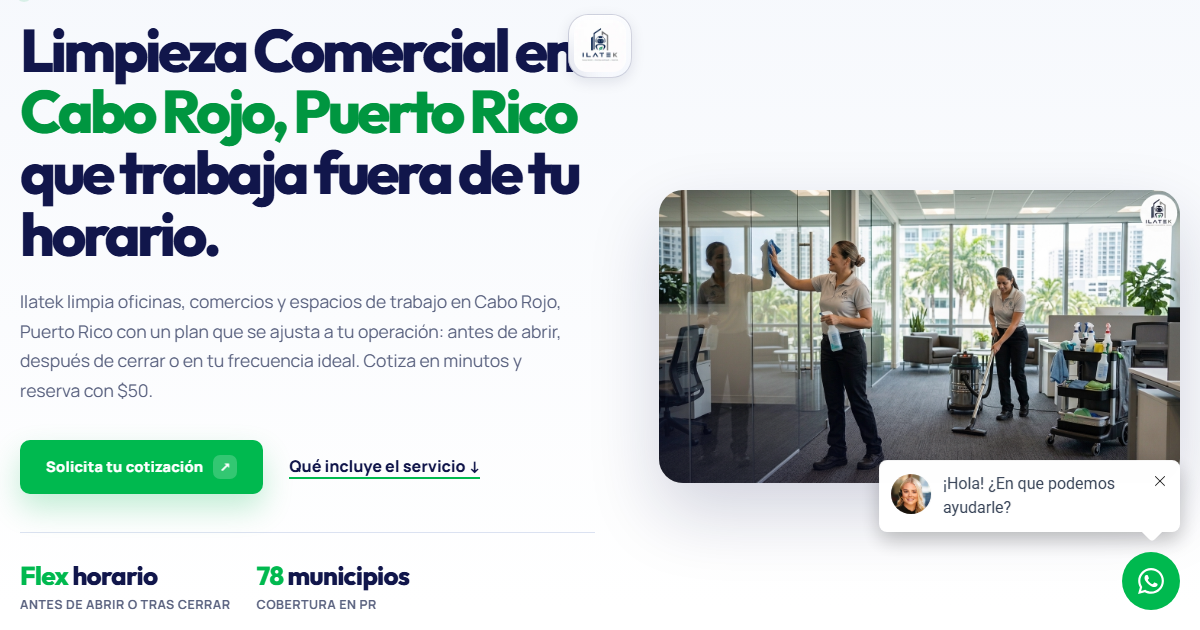 Limpieza Comercial en
ILATEK
Cabo Rojo, Puerto Rico
que trabaja fuera de tu
horario.
Ilatek limpia oficinas, comercios y espacios de trabajo en Cabo Rojo,
Puerto Rico con un plan que se ajusta a tu operación: antes de abrir,
después de cerrar o en tu frecuencia ideal. Cotiza en minutos y
reserva con $50.
Solicita tu cotización ↗
Qué incluye el servicio ↓
Flex horario
ANTES DE ABRIR O TRAS CERRAR
78 municipios
COBERTURA EN PR
ILATEK
¡Hola! ¿En que podemos
ayudarle?